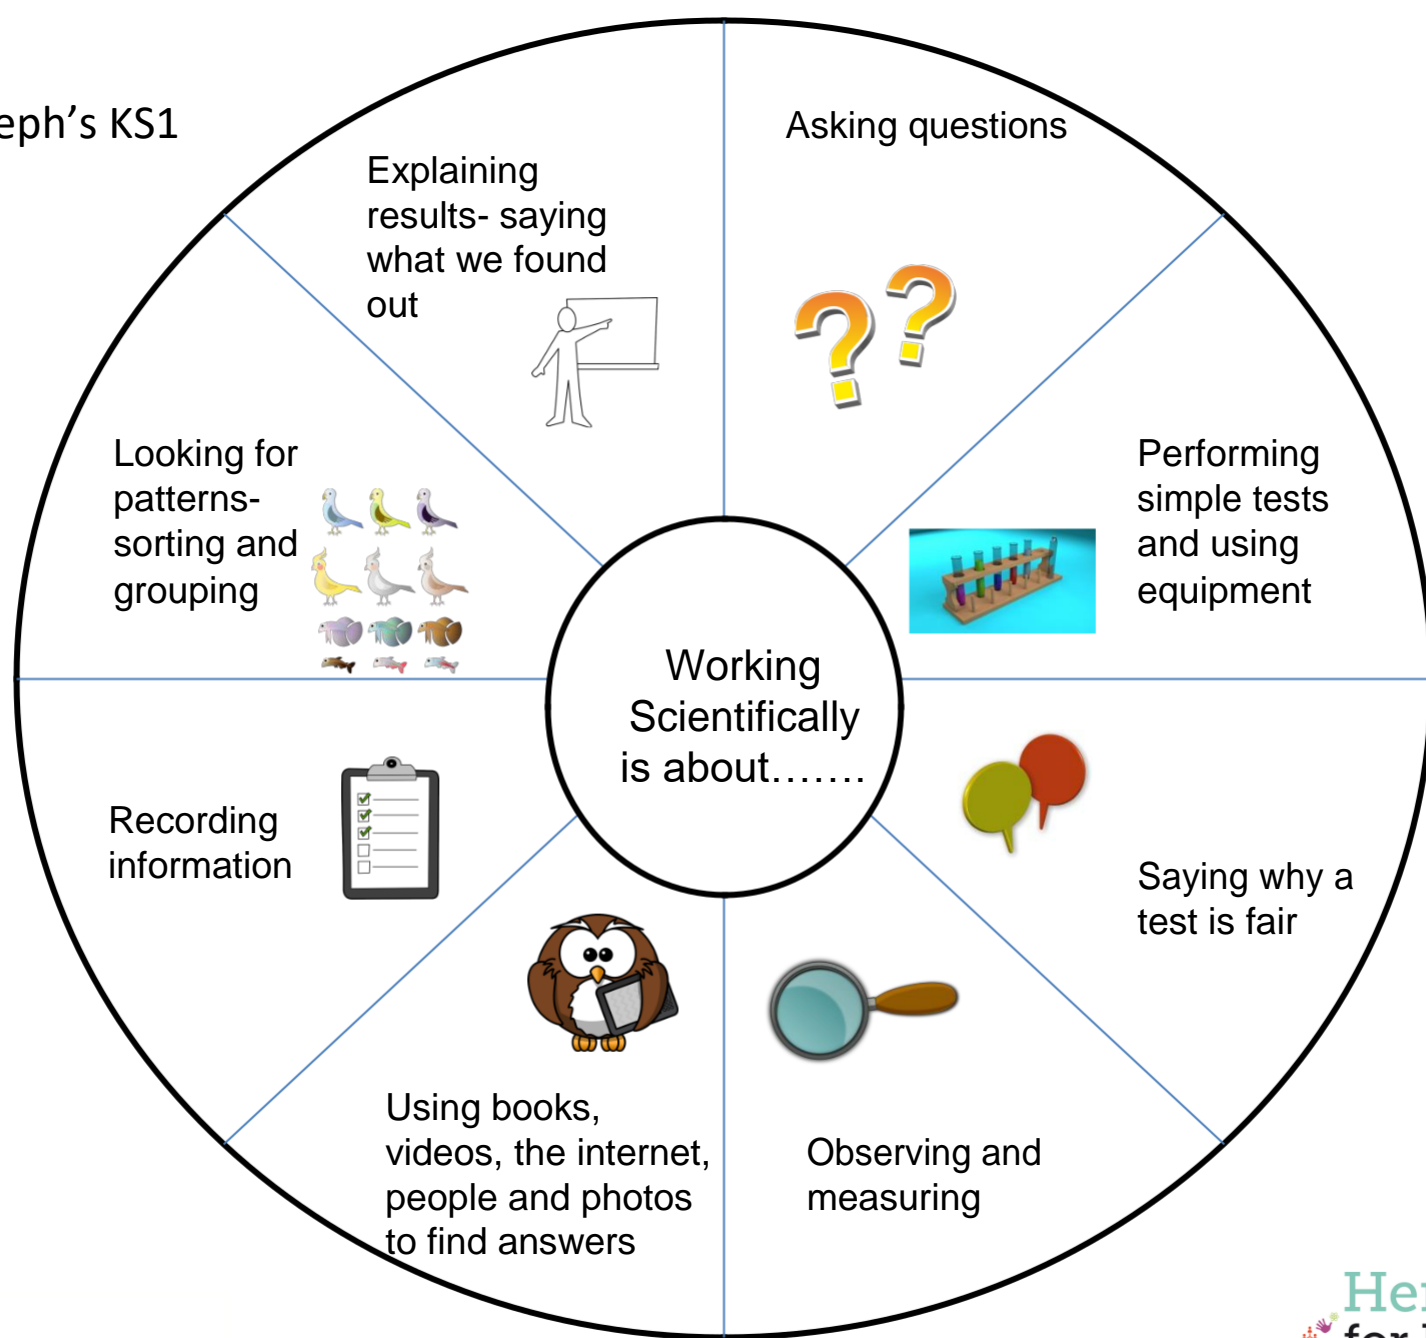 eph's KS1
Asking questions
Explaining
results- saying
what we found
out
Looking for
patterns-
sorting and
grouping
Performing
simple tests
and using
equipment
Working
Scientifically
is about…….
Recording
information
Saying why a
test is fair
Using books,
videos, the internet,
people and photos
to find answers
Observing and
measuring